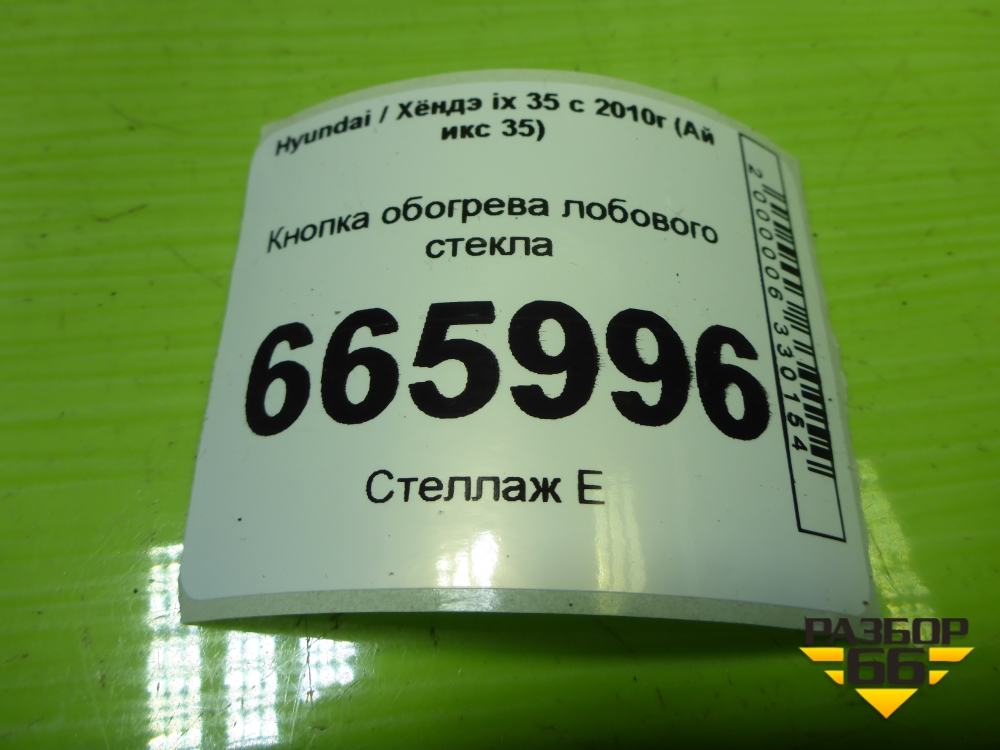 Hyundai / Хёндэ ix 35 с 2010г (Ай
икс 35)
Кнопка обогрева лобового
стекла
665996
Стеллаж Е
2000006330164
РАЗБОР
66